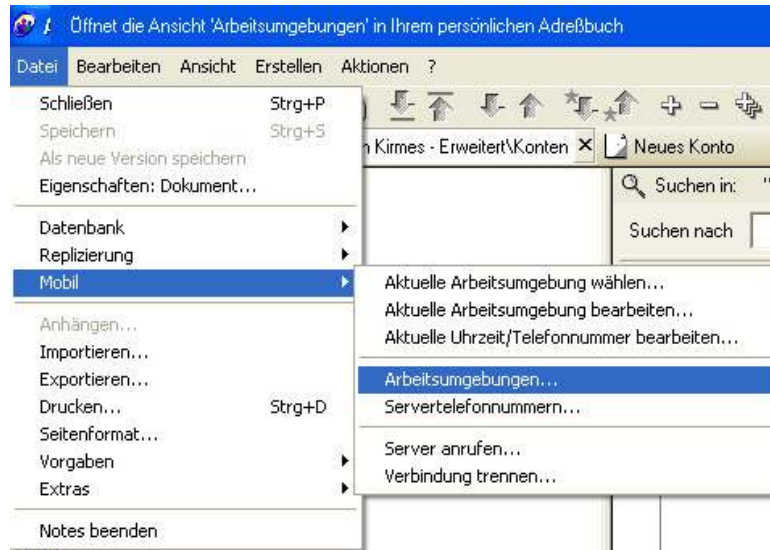 Öffnet die Ansicht 'Arbeitsumgebungen' in Ihrem persönlichen Adreßbuch
Datei Bearbeiten Ansicht Erstellen Aktionen ?
Schließen Strg+P
Speichern Strg+S
Als neue Version speichern
Eigenschaften: Dokument...
Datenbank
Replizierung
Mobil
Anhängen...
Importieren...
Exportieren...
Drucken... Strg+D
Seitenformat...
Vorgaben
Extras
Notes beenden
Kirmes - Erweitert\Konten
Neues Konto
Suchen in: "
Suchen nach
Aktuelle Arbeitsumgebung wählen...
Aktuelle Arbeitsumgebung bearbeiten...
Aktuelle Uhrzeit/Telefonnummer bearbeiten...
Arbeitsumgebungen...
Servertelefonnummern...
Server anrufen...
Verbindung trennen...